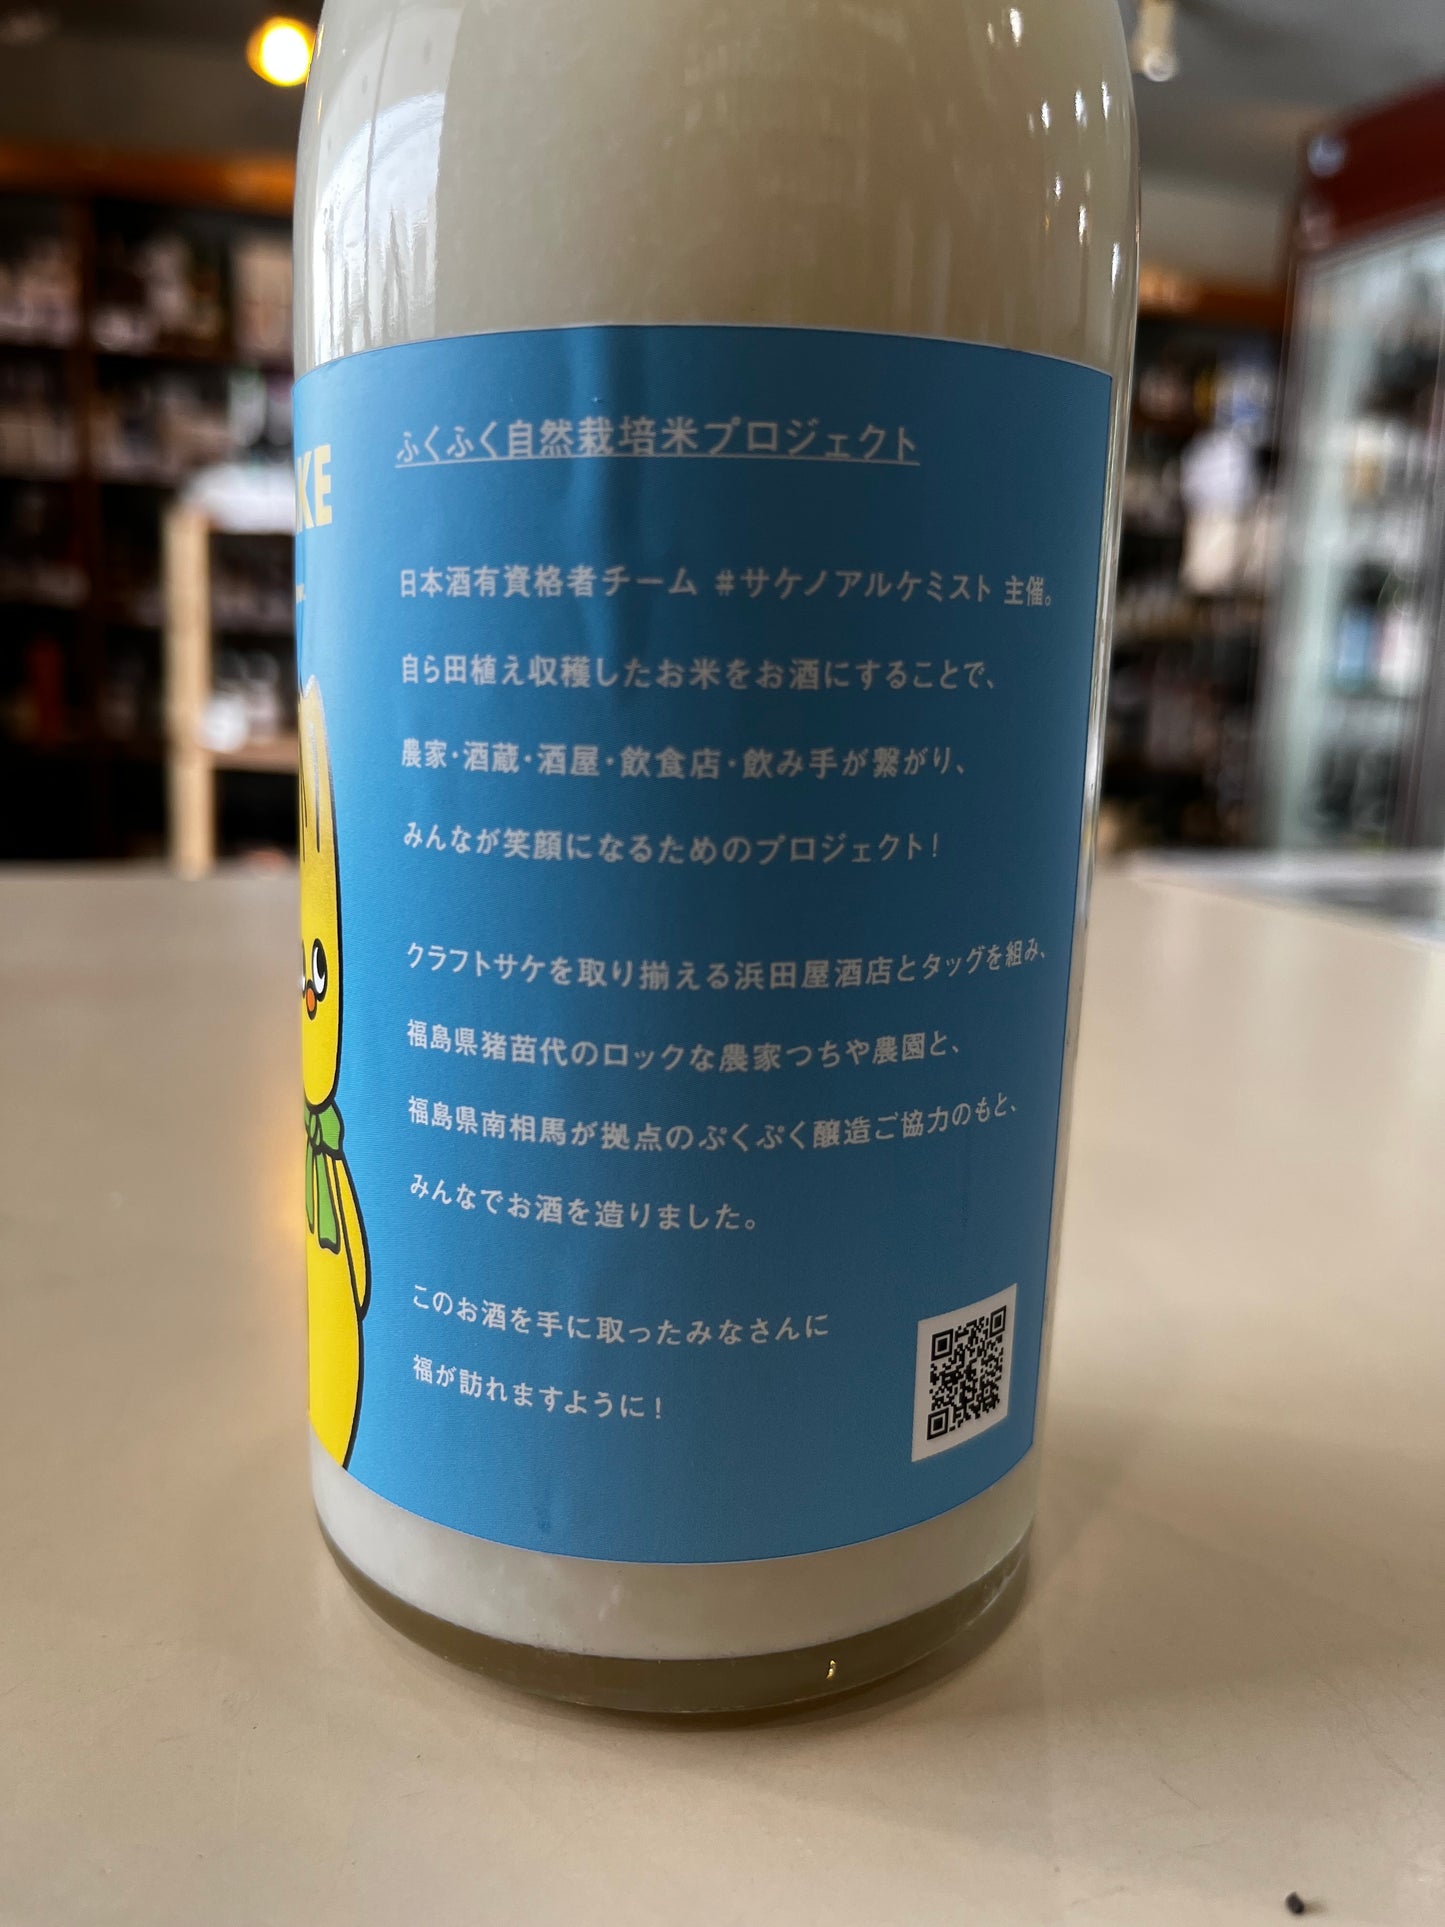 KE
ふくふく自然栽培米プロジェクト
日本酒有資格者チーム #サケノアルケミスト 主催。
自ら田植え収穫したお米をお酒にすることで、
農家・酒蔵・酒屋・飲食店・飲み手が繋がり、
みんなが笑顔になるためのプロジェクト!
クラフトサケを取り揃える浜田屋酒店とタッグを組み、
福島県猪苗代のロックな農家つちや農園と、
福島県南相馬が拠点のぷくぷく醸造ご協力のもと、
みんなでお酒を造りました。
このお酒を手に取ったみなさんに
福が訪れますように!